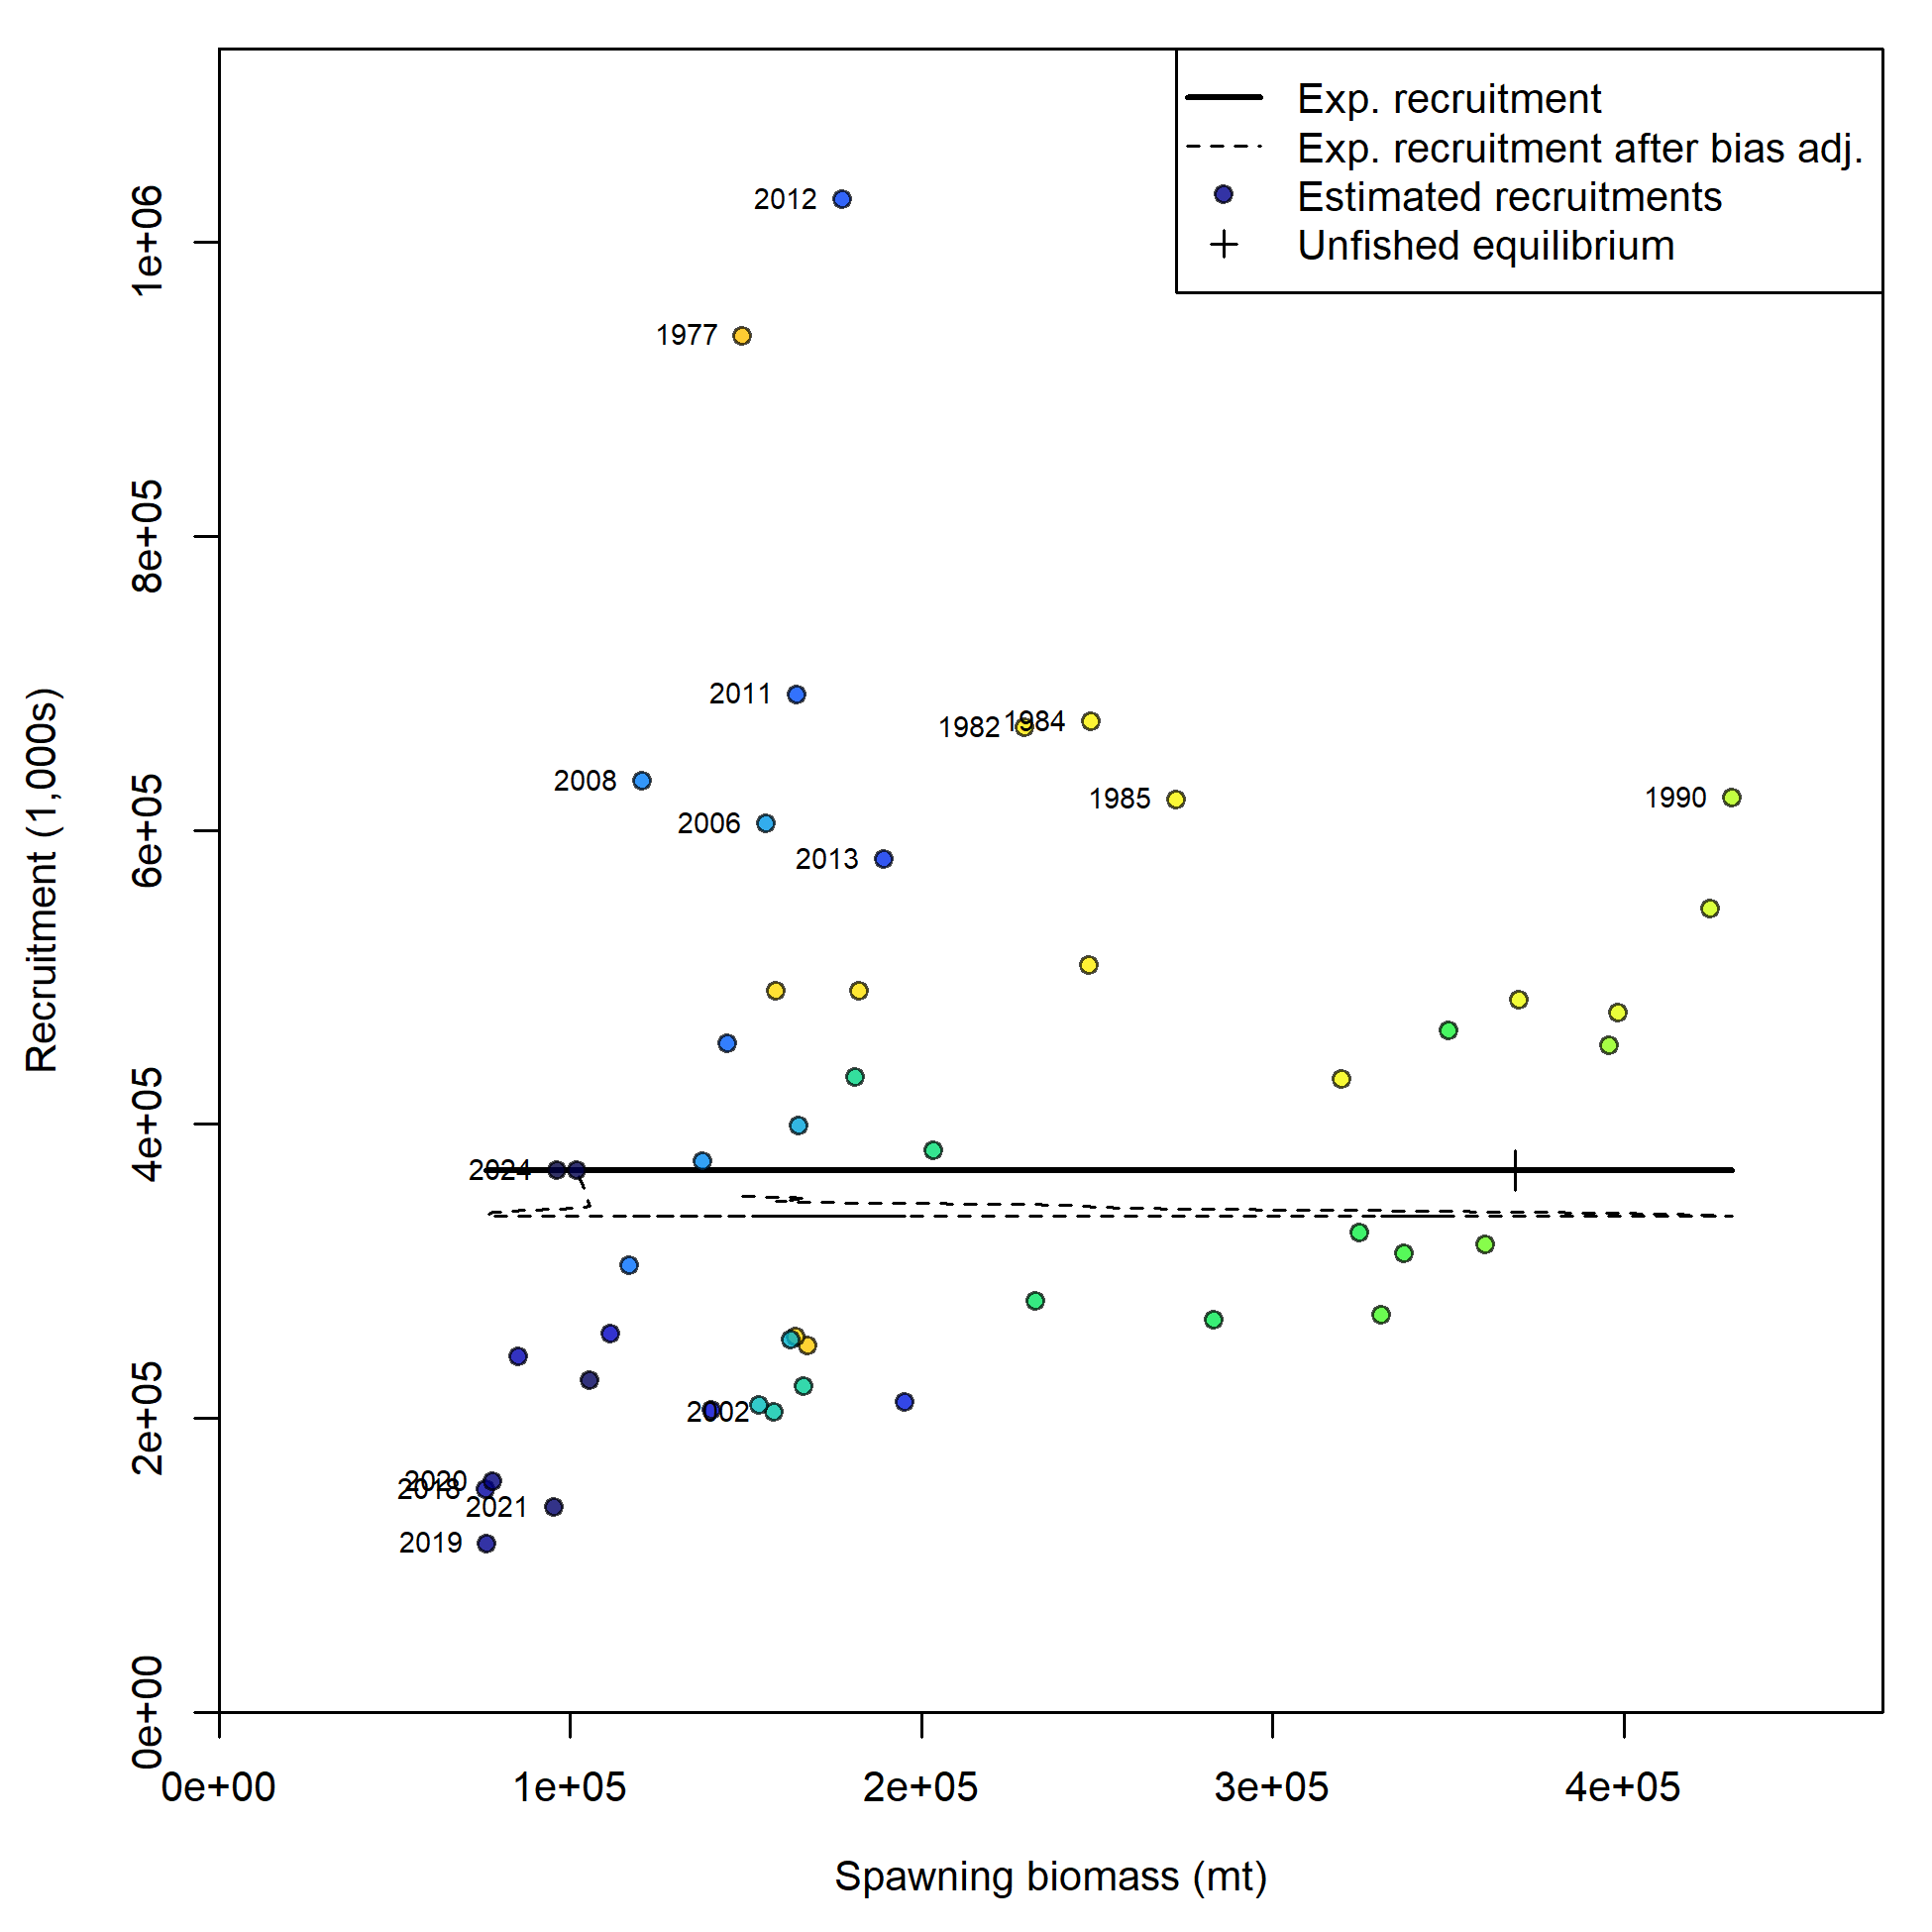 Exp. recruitment
Exp. recruitment after bias adj.
Estimated recruitments
Unfished equilibrium
2012
1977
2011
1982
1984
2008
1985
1990
2006
2013
2024
2002
2020
2018
2021
2019
1e+06
8e+05
6e+05
4e+05
2e+05
0e+00
Recruitment (1,000s)
0e+00 1e+05 2e+05 3e+05 4e+05
Spawning biomass (mt)